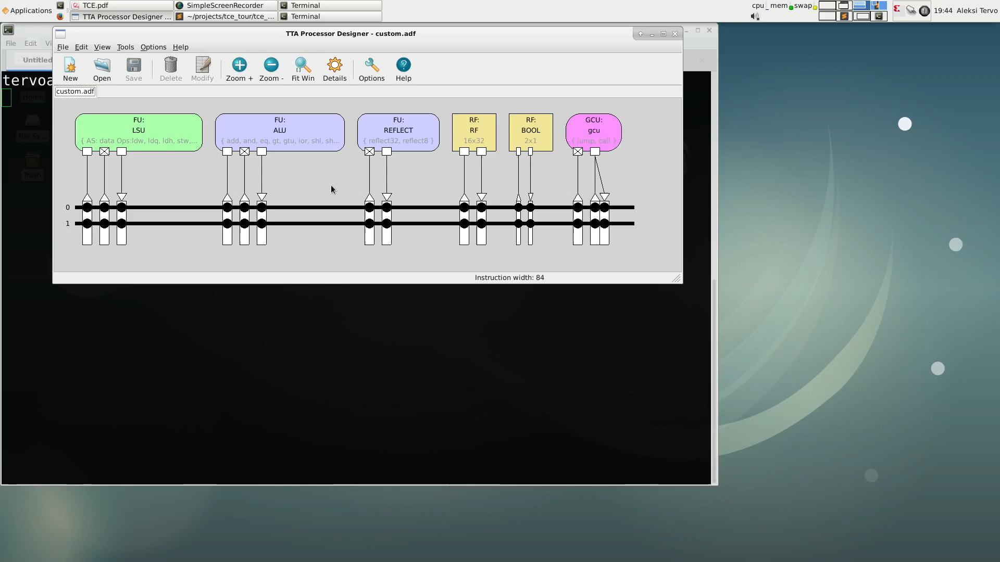 Applications
TCE.pdf
SimpleScreenRecorder
Terminal
TTA Processor Designer ...
~/projects/tce_tour/tce_...
Terminal
cpu mem swap
19:44 Aleksi Tervo
TTA Processor Designer - custom.adf
File Edit Vi
File Edit View Tools Options Help
Untitled
New Open Save Delete Modify Zoom + Zoom - Fit Win Details Options Help
tervoa
custom.adf
Home
File Sy...
Trash
FU:
LSU
{ AS: data Ops:ldw, ldq, ldh, stw,...
FU:
ALU
{ add, and, eq, gt, gtu, ior, shl, sh...
FU:
REFLECT
{ reflect32, reflect8 }
RF:
RF
16x32
RF:
BOOL
2x1
GCU:
gcu
{ jump, call }
0
1
Instruction width: 84